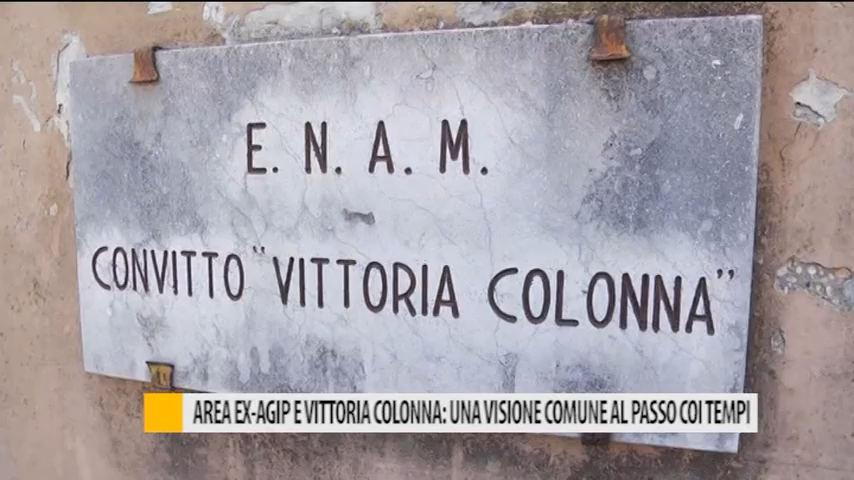 E. N. A. M.
CONVITTO "VITTORIA COLONNA"
AREA EX-AGIP E VITTORIA COLONNA: UNA VISIONE COMUNE AL PASSO COI TEMPI